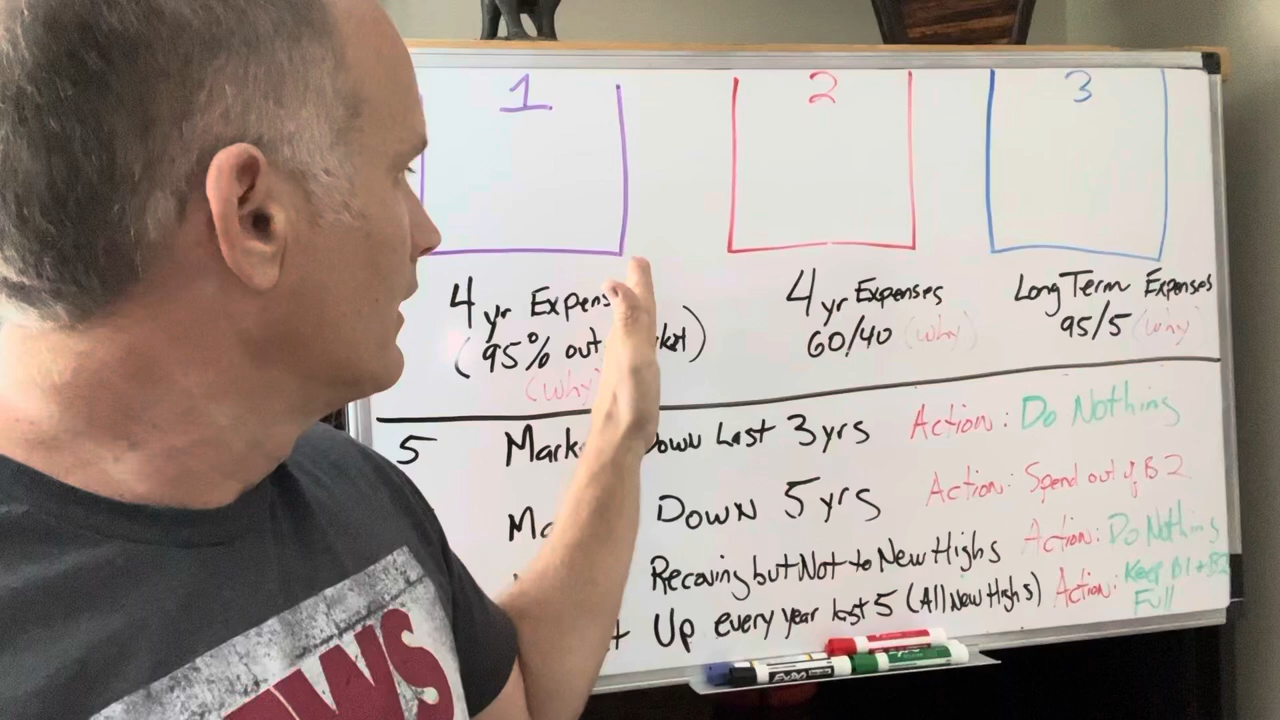 1 2 3
4 yr Expens
(95% out ket)
(why
4 yr Expenses
60/40 (why)
Long Term Expenses
95/5 (why)
5 Mark Down Last 3 yrs Action: Do Nothing
Down 5 yrs Action: Spend out of B2
Recovingbut Not to New Highs Action: Do Nothing
Up every year last 5 (All New Highs) Action: Keep B1 + B2
Full
EXPO